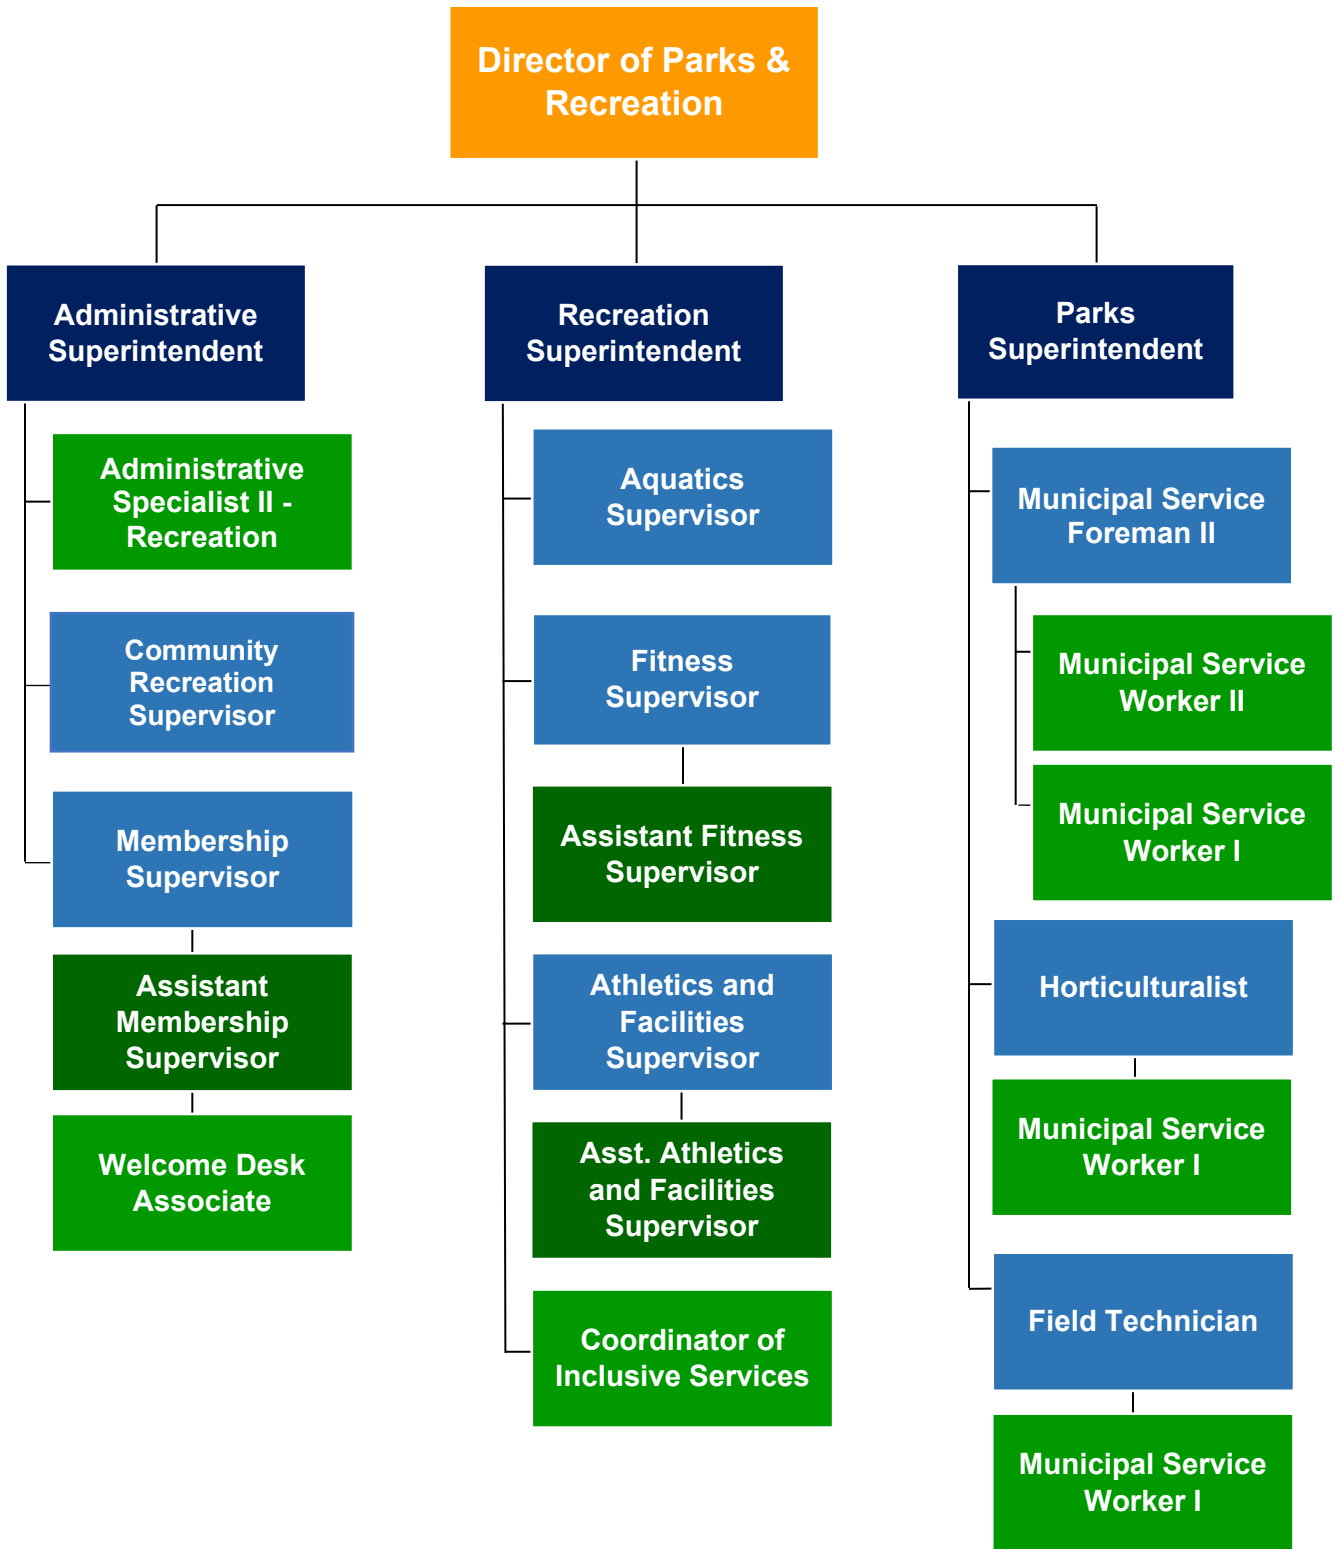 Director of Parks &
Recreation
Administrative
Superintendent
Administrative
Specialist II -
Recreation
Community
Recreation
Supervisor
Membership
Supervisor
Assistant
Membership
Supervisor
Welcome Desk
Associate
Recreation
Superintendent
Aquatics
Supervisor
Fitness
Supervisor
Assistant Fitness
Supervisor
Athletics and
Facilities
Supervisor
Asst. Athletics
and Facilities
Supervisor
Coordinator of
Inclusive Services
Parks
Superintendent
Municipal Service
Foreman II
Municipal Service
Worker II
Municipal Service
Worker I
Horticulturalist
Municipal Service
Worker I
Field Technician
Municipal Service
Worker I